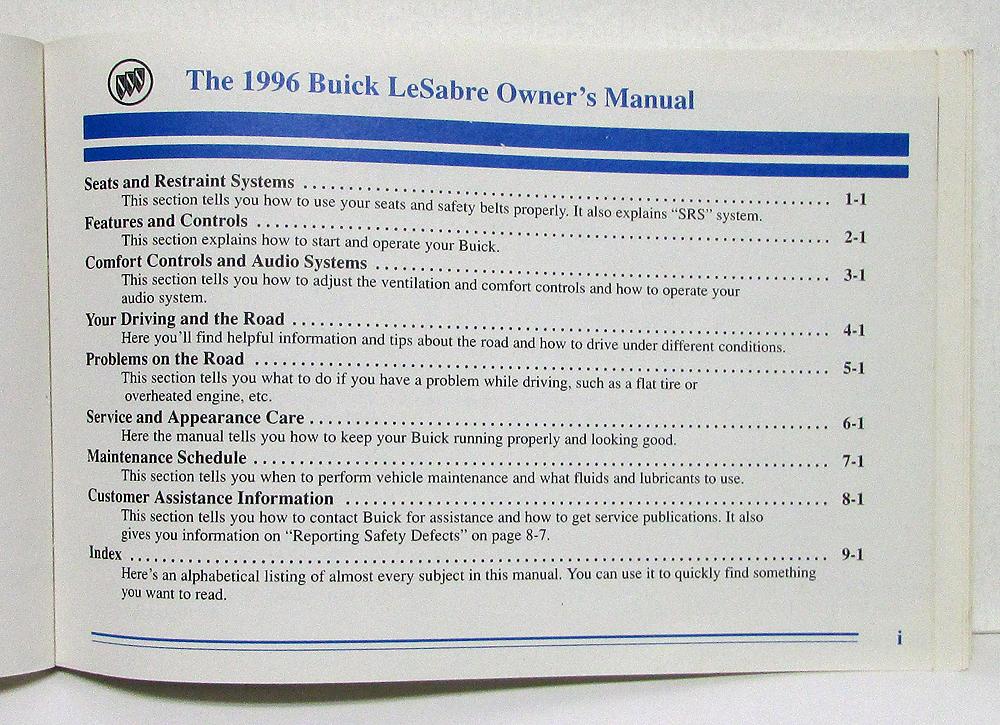 The 1996 Buick LeSabre Owner's Manual
Seats and Restraint Systems ........................................................ 1-1
This section tells you how to use your seats and safety belts properly. It also explains “SRS” system.
Features and Controls ........................................................ 2-1
This section explains how to start and operate your Buick.
Comfort Controls and Audio Systems ........................................................ 3-1
This section tells you how to adjust the ventilation and comfort controls and how to operate your
audio system.
Your Driving and the Road ........................................................ 4-1
Here you'll find helpful information and tips about the road and how to drive under different conditions.
Problems on the Road ........................................................ 5-1
This section tells you what to do if you have a problem while driving, such as a flat tire or
overheated engine, etc.
Service and Appearance Care ........................................................ 6-1
Here the manual tells you how to keep your Buick running properly and looking good.
Maintenance Schedule ........................................................ 7-1
This section tells you when to perform vehicle maintenance and what fluids and lubricants to use.
Customer Assistance Information ........................................................ 8-1
This section tells you how to contact Buick for assistance and how to get service publications. It also
gives you information on “Reporting Safety Defects” on page 8-7.
Index ........................................................ 9-1
Here's an alphabetical listing of almost every subject in this manual. You can use it to quickly find something
you want to read.
i